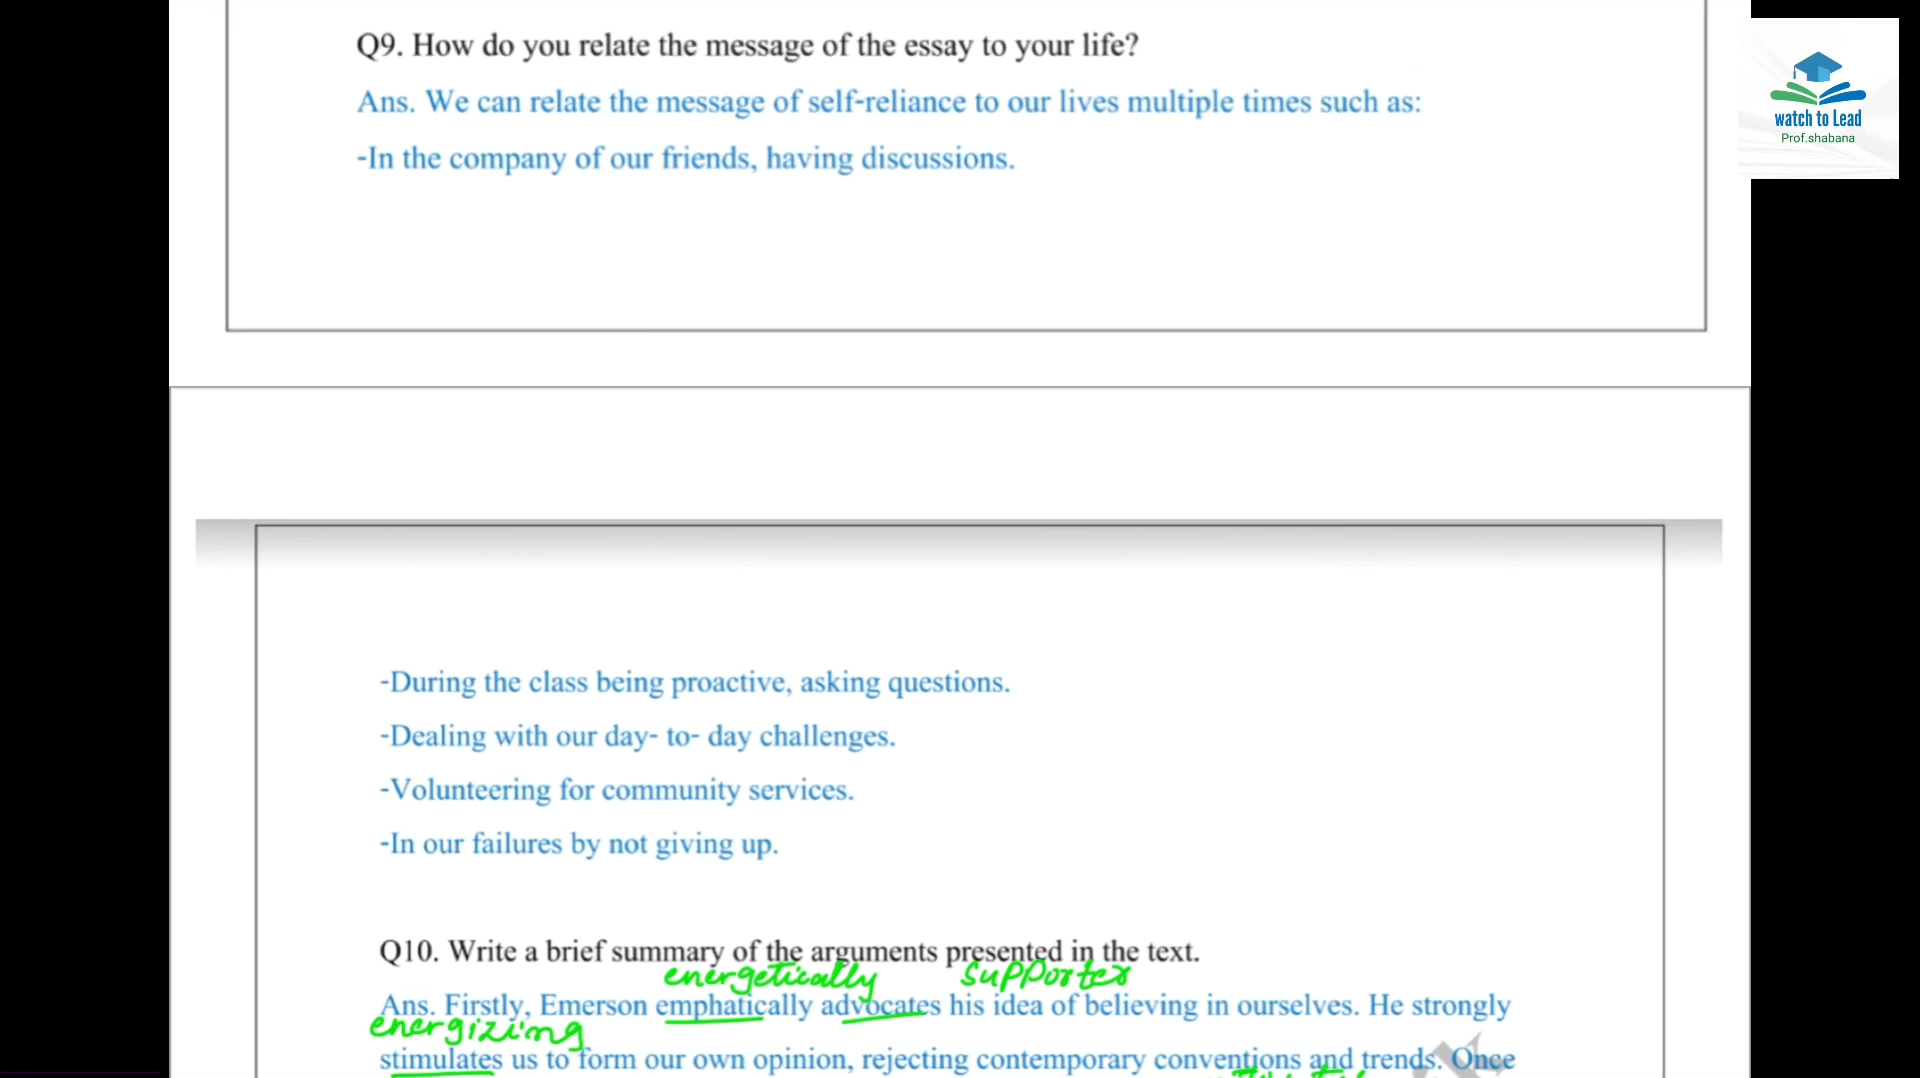 Q9. How do you relate the message of the essay to your life?
Ans. We can relate the message of self-reliance to our lives multiple times such as:
-In the company of our friends, having discussions.
watch to Lead
Prof.shabana
-During the class being proactive, asking questions.
-Dealing with our day- to- day challenges.
-Volunteering for community services.
-In our failures by not giving up.
Q10. Write a brief summary of the arguments presented in the text.
energetically supporter
Ans. Firstly, Emerson emphatically advocates his idea of believing in ourselves. He strongly
energizing
stimulates us to form our own opinion, rejecting contemporary conventions and trends. Once